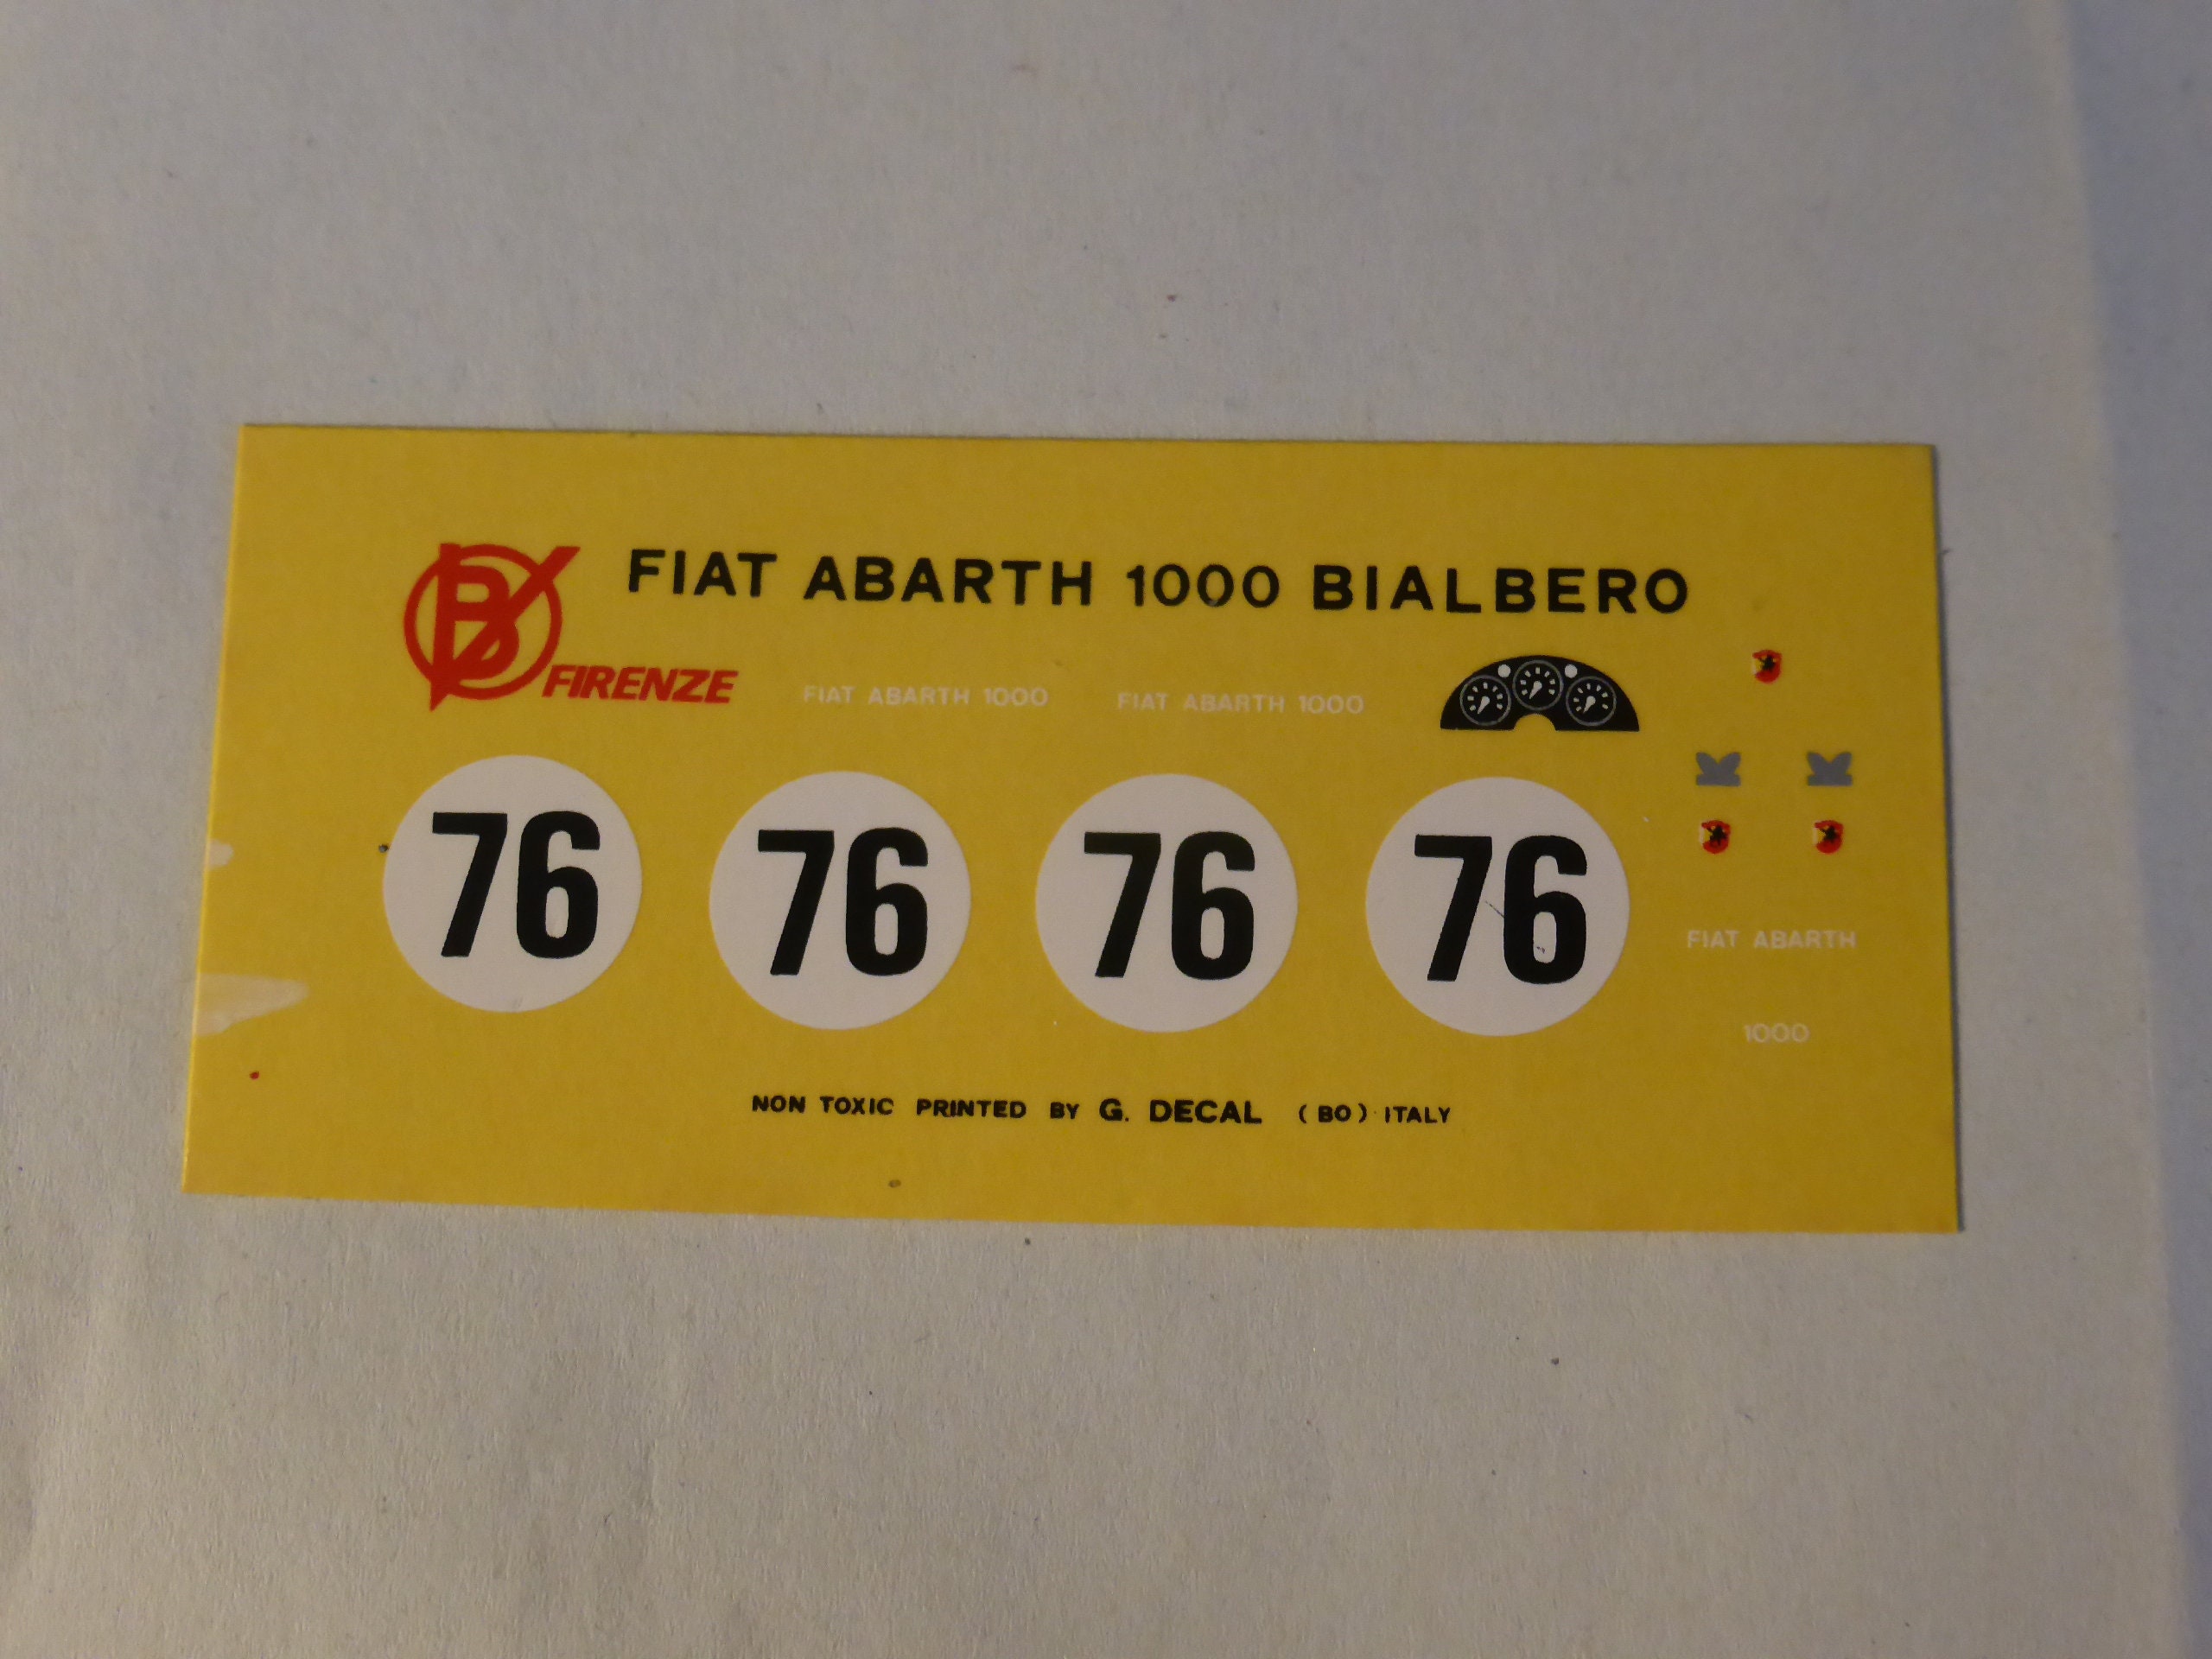 BV FIRENZE
FIAT ABARTH 1000 BIALBERO
FIAT ABARTH 1000
FIAT ABARTH 1000
76
76
76
76
FIAT ABARTH
1000
NON TOXIC PRINTED BY G. DECAL (BO) ITALY